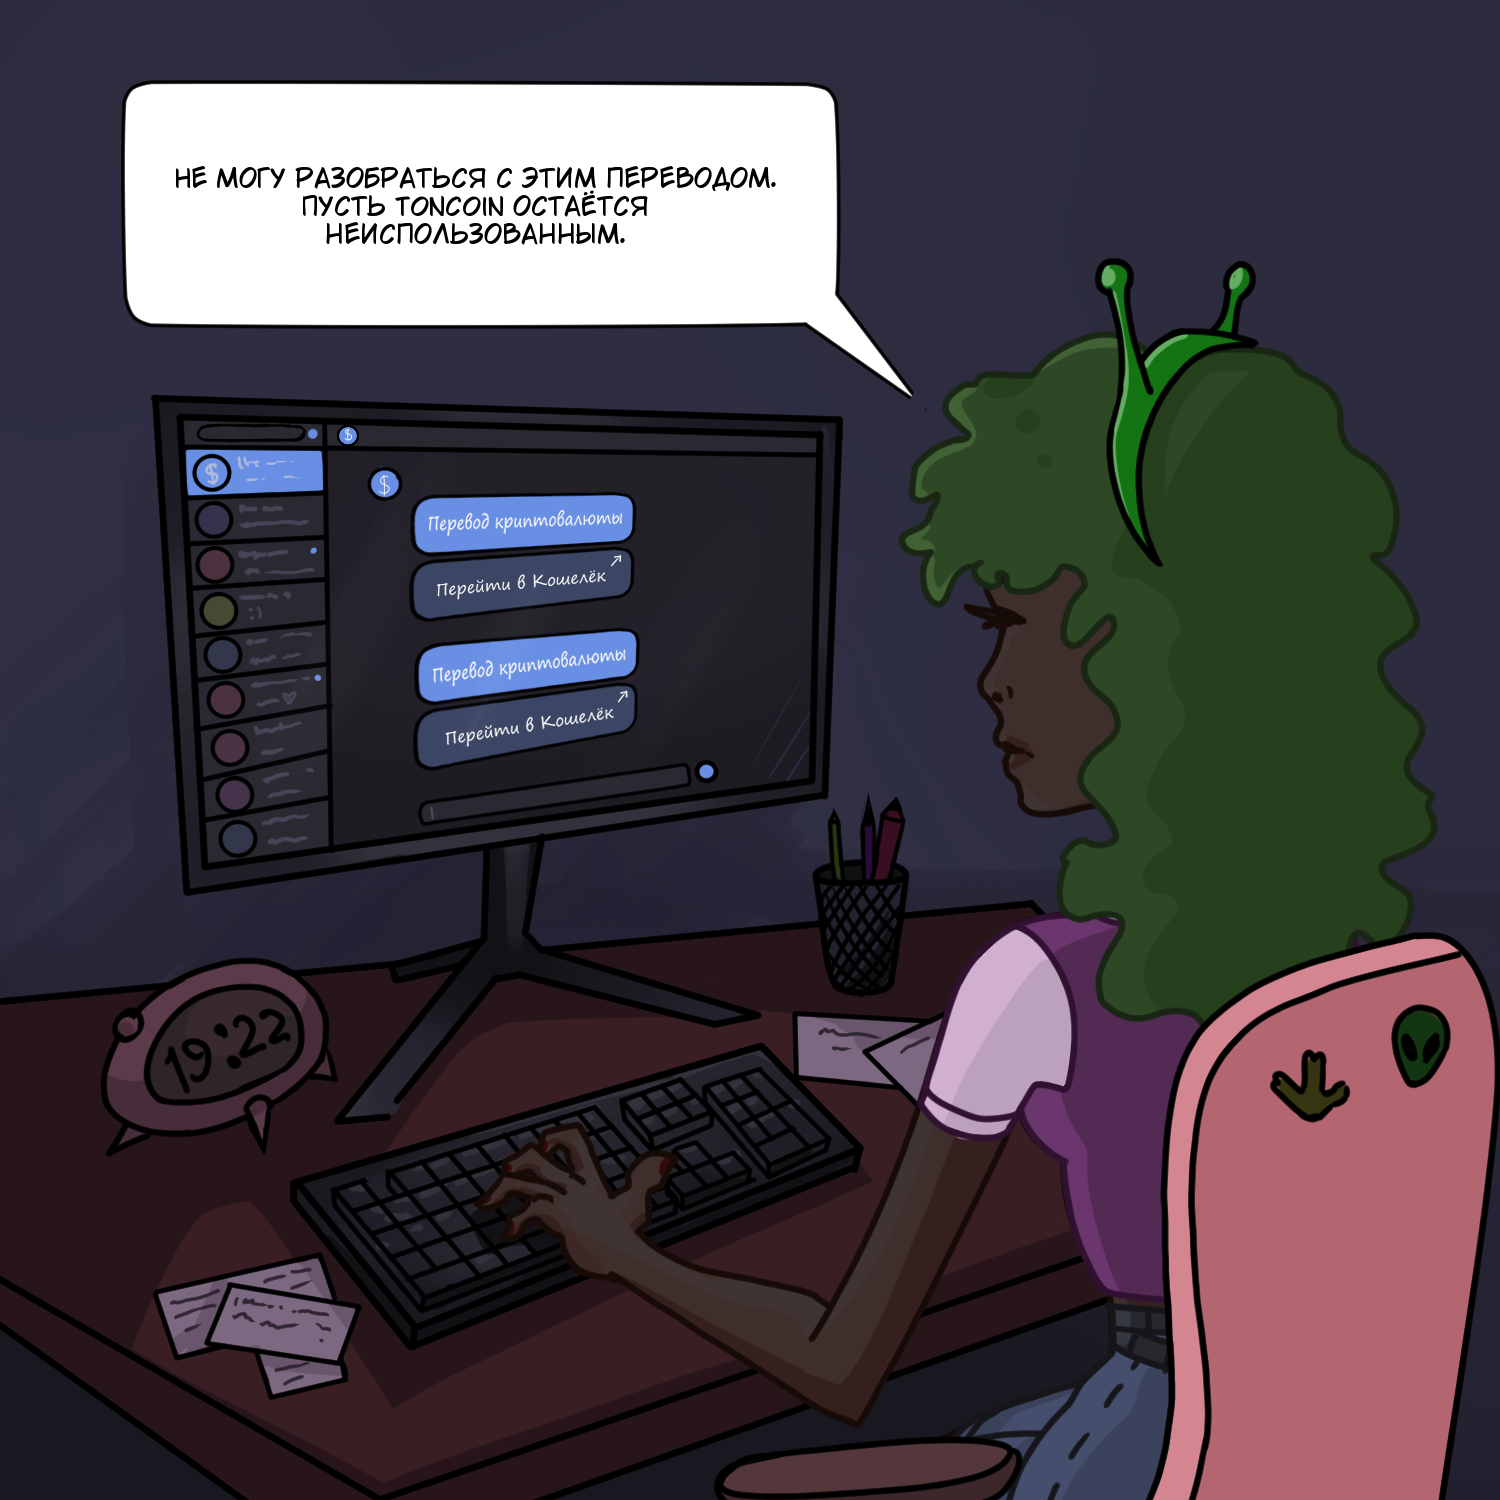 НЕ МОГУ РАЗОБРАТЬСЯ С ЭТИМ ПЕРЕВОДОМ.
ПУСТЬ TONCOIN ОСТАЁТСЯ
НЕИСПОЛЬЗОВАННЫМ.
$
$
$
:)
Перевод криптовалюты
Перейти в Кошелёк
Перевод криптовалюты
Перейти в Кошелёк
19:22